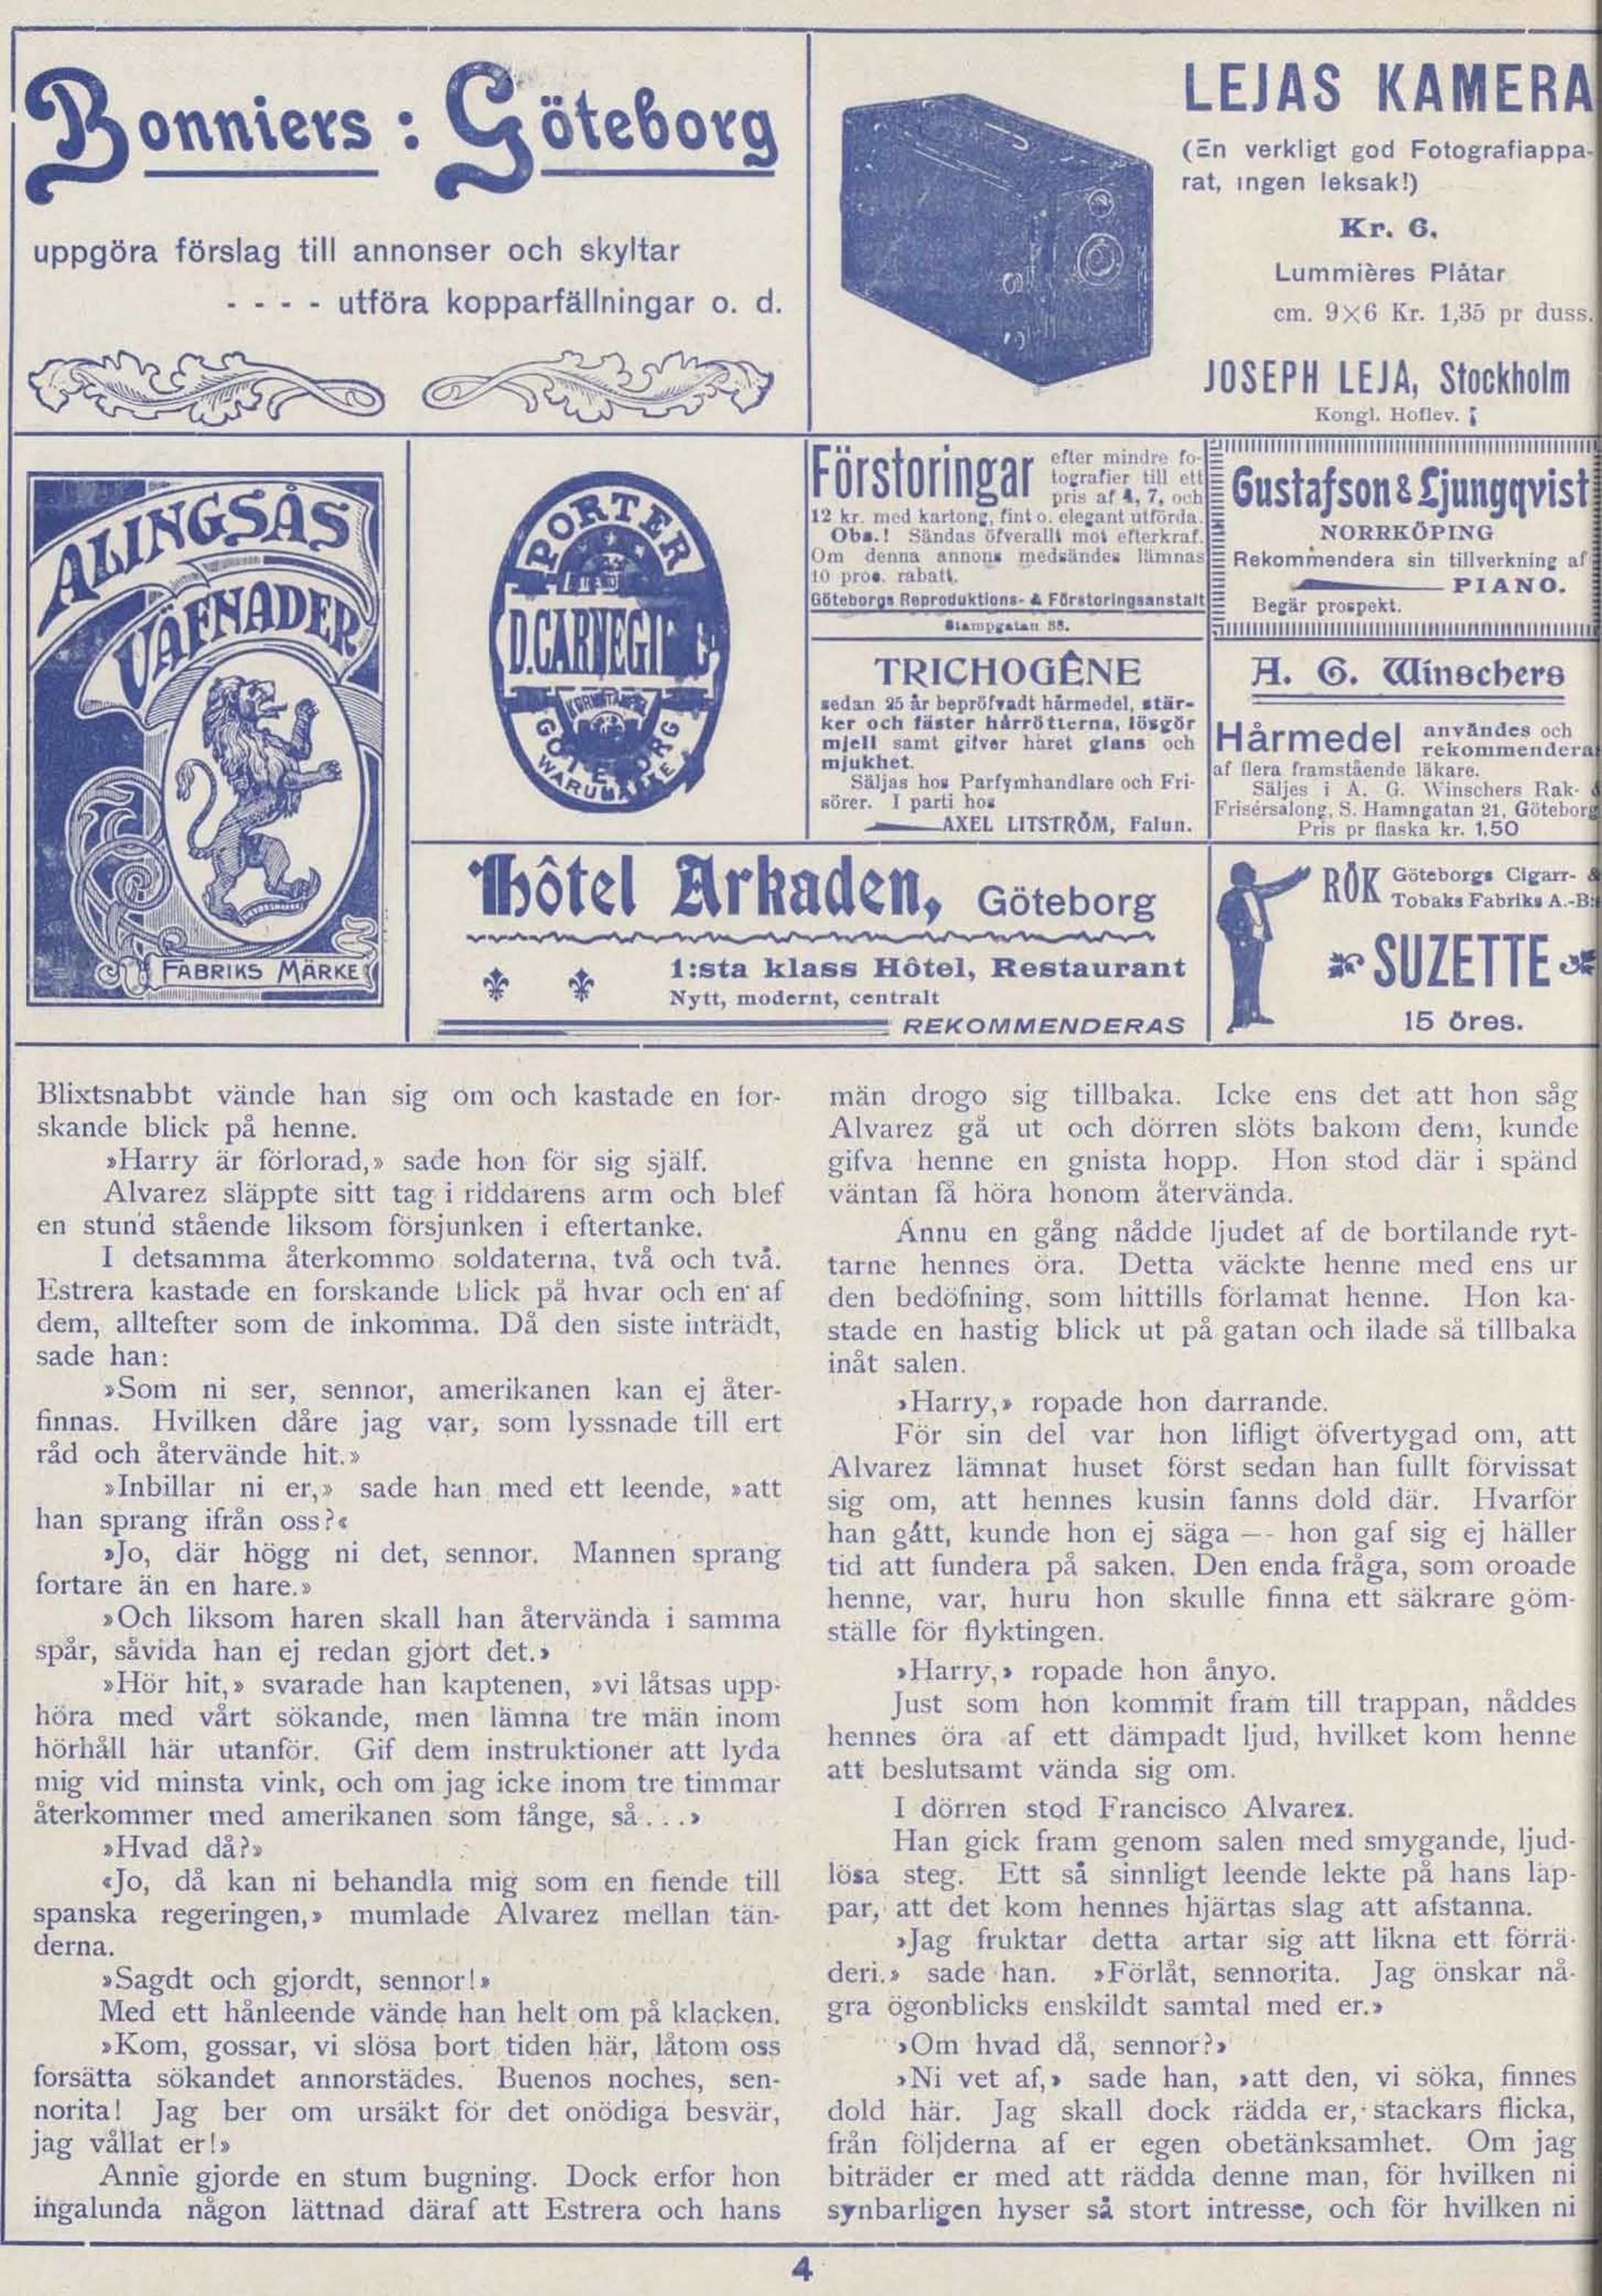 Bonniers : Göteborg
uppgöra förslag till annonser och skyltar
- - - - utföra kopparfällningar o. d.
LEJAS KAMERA
(En verkligt god Fotografiappa-
rat, ingen leksak!)
Kr. 6.
Lummières Plåtar
cm. 9×6 Kr. 1,35 pr duss.
JOSEPH LEJA, Stockholm
Kongl. Hoflev.
ALINGSÅS
VÄFNADER
FABRIKS MÄRKE
PORTER
D. CARNEGIE & Co
GÖTEBORG
VARUMÄRKE
Förstoringar efter mindre fo-
tografier till ett
pris af 4, 7, och
12 kr. med kartong, fint o. elegant utförda.
Obs.! Sändas öfverallt mot efterkraf.
Om denna annons medsändes lämnas
10 proc. rabatt.
Göteborgs Reproduktions- & Förstoringsanstalt
Stampgatan 38.
Gustafson & Ljungqvist
NORRKÖPING
Rekommendera sin tillverkning af
PIANO.
Begär prospekt.
TRICHOGÊNE
sedan 25 år bepröfvadt hårmedel, stär-
ker och fäster hårrötterna, lösgör
mjell samt gifver håret glans och
mjukhet.
Säljas hos Parfymhandlare och Fri-
sörer. I parti hos
AXEL LITSTRÖM, Falun.
A. G. Winschers
Hårmedel användes och
rekommendera
af flera framstående läkare.
Säljes i A. G. Winschers Rak- &
Frisérsalong, S. Hamngatan 21, Göteborg
Pris pr flaska kr. 1,50
Hôtel Arkaden, Göteborg
1:sta klass Hôtel, Restaurant
Nytt, modernt, centralt
REKOMMENDERAS
RÖK Göteborgs Cigarr- &
Tobaks Fabriks A.-B:
SUZETTE
15 öres.
Blixtsnabbt vände han sig om och kastade en for-
skande blick på henne.
»Harry är förlorad,» sade hon för sig själf.
Alvarez släppte sitt tag i riddarens arm och blef
en stund stående liksom försjunken i eftertanke.
I detsamma återkommo soldaterna, två och två.
Estrera kastade en forskande blick på hvar och en af
dem, alltefter som de inkomma. Då den siste inträdt,
sade han:
»Som ni ser, sennor, amerikanen kan ej åter-
finnas. Hvilken dåre jag var, som lyssnade till ert
råd och återvände hit.»
»Inbillar ni er,» sade han med ett leende, »att
han sprang ifrån oss?«
»Jo, där högg ni det, sennor. Mannen sprang
fortare än en hare.»
»Och liksom haren skall han återvända i samma
spår, såvida han ej redan gjort det.»
»Hör hit,» svarade han kaptenen, »vi låtsas upp-
höra med vårt sökande, men lämna tre män inom
hörhåll här utanför. Gif dem instruktioner att lyda
mig vid minsta vink, och om jag icke inom tre timmar
återkommer med amerikanen som fånge, så . . .»
»Hvad då?»
«Jo, då kan ni behandla mig som en fiende till
spanska regeringen,» mumlade Alvarez mellan tän-
derna.
»Sagdt och gjordt, sennor!»
Med ett hånleende vände han helt om på klacken.
»Kom, gossar, vi slösa bort tiden här, låtom oss
forsätta sökandet annorstädes. Buenos noches, sen-
norita! Jag ber om ursäkt för det onödiga besvär,
jag vållat er!»
Annie gjorde en stum bugning. Dock erfor hon
ingalunda någon lättnad däraf att Estrera och hans
män drogo sig tillbaka. Icke ens det att hon såg
Alvarez gå ut och dörren slöts bakom dem, kunde
gifva henne en gnista hopp. Hon stod där i spänd
väntan få höra honom återvända.
Ännu en gång nådde ljudet af de bortilande ryt-
tarne hennes öra. Detta väckte henne med ens ur
den bedöfning, som hittills förlamat henne. Hon ka-
stade en hastig blick ut på gatan och ilade så tillbaka
inåt salen.
»Harry,» ropade hon darrande.
För sin del var hon lifligt öfvertygad om, att
Alvarez lämnat huset först sedan han fullt förvissat
sig om, att hennes kusin fanns dold där. Hvarför
han gått, kunde hon ej säga — hon gaf sig ej häller
tid att fundera på saken. Den enda fråga, som oroade
henne, var, huru hon skulle finna ett säkrare göm-
ställe för flyktingen.
»Harry,» ropade hon ånyo.
Just som hon kommit fram till trappan, nåddes
hennes öra af ett dämpadt ljud, hvilket kom henne
att beslutsamt vända sig om.
I dörren stod Francisco Alvarez.
Han gick fram genom salen med smygande, ljud-
lösa steg. Ett så sinnligt leende lekte på hans läp-
par, att det kom hennes hjärtas slag att afstanna.
»Jag fruktar detta artar sig att likna ett förrä-
deri.» sade han. »Förlåt, sennorita. Jag önskar nå-
gra ögonblicks enskildt samtal med er.»
»Om hvad då, sennor?»
»Ni vet af,» sade han, »att den, vi söka, finnes
dold här. Jag skall dock rädda er, stackars flicka,
från följderna af er egen obetänksamhet. Om jag
biträder er med att rädda denne man, för hvilken ni
synbarligen hyser så stort intresse, och för hvilken ni
4